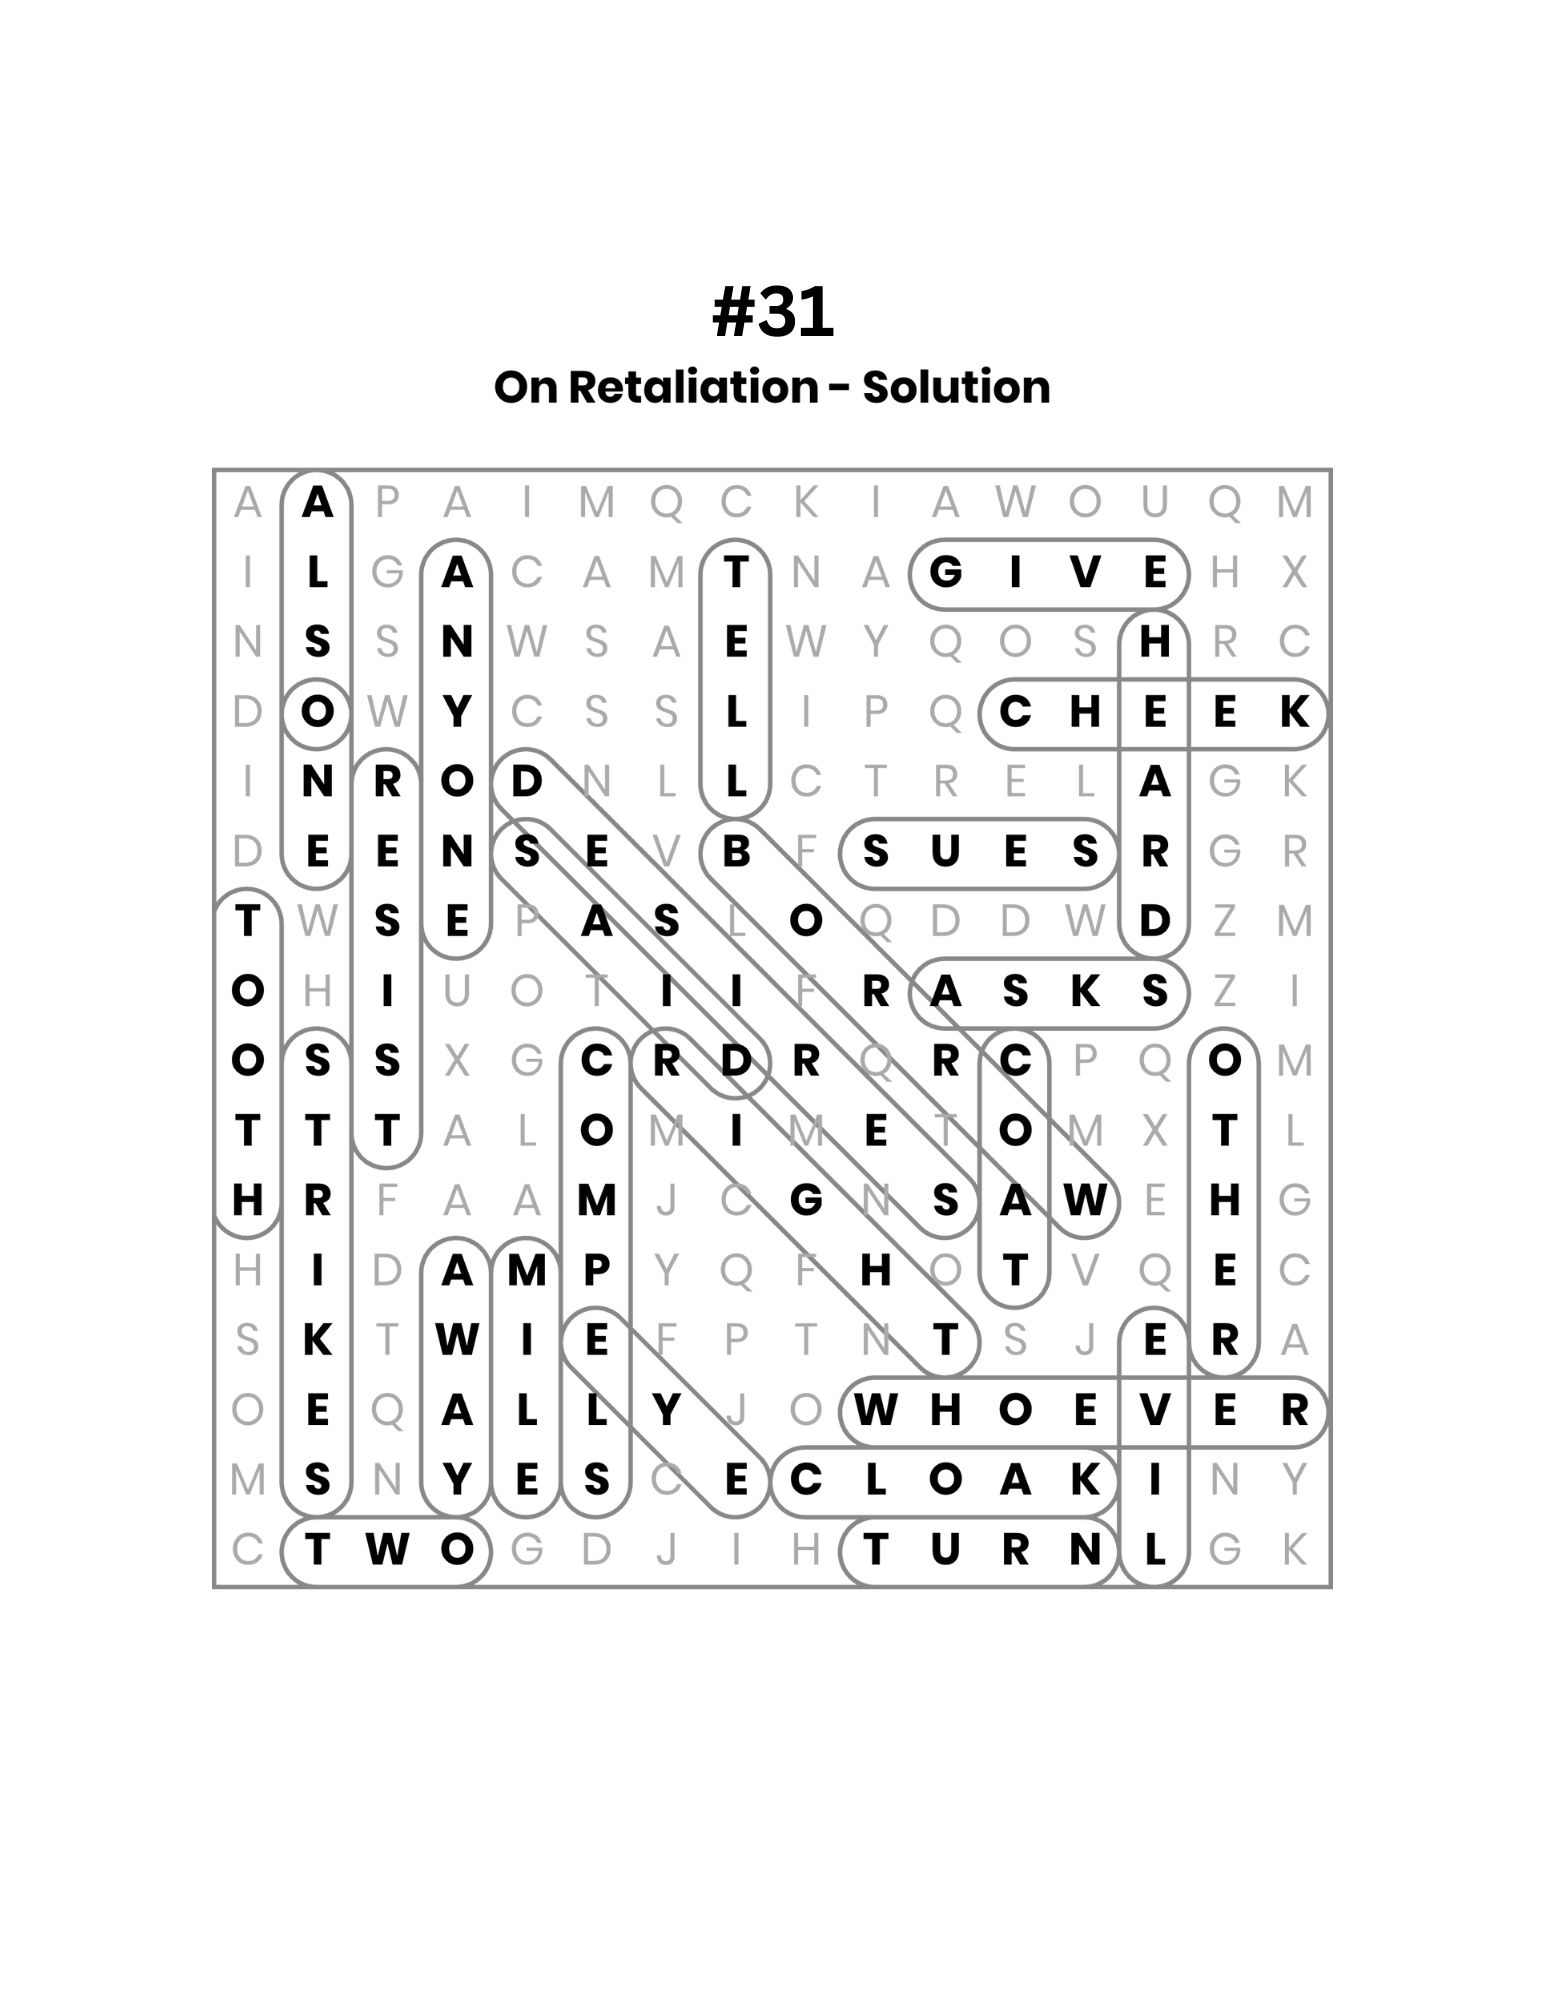 #31
On Retaliation - Solution
A A P A I M Q C K I A W O U Q M
I L G A C A M T N A G I V E H X
N S S N W S A E W Y Q O S H R C
D O W Y C S S L I P Q C H E E K
I N R O D N L L C T R E L A G K
D E E N S E V B F S U E S R G R
T W S E P A S L O Q D D W D Z M
O H I U O T I I F R A S K S Z I
O S S X G C R D R Q R C P Q O M
T T T A L O M I M E T O M X T L
H R F A A M J C G N S A W E H G
H I D A M P Y Q F H O T V Q E C
S K T W I E F P T N T S J E R A
O E Q A L L Y J O W H O E V E R
M S N Y E S C E C L O A K I N Y
C T W O G D J I H T U R N L G K